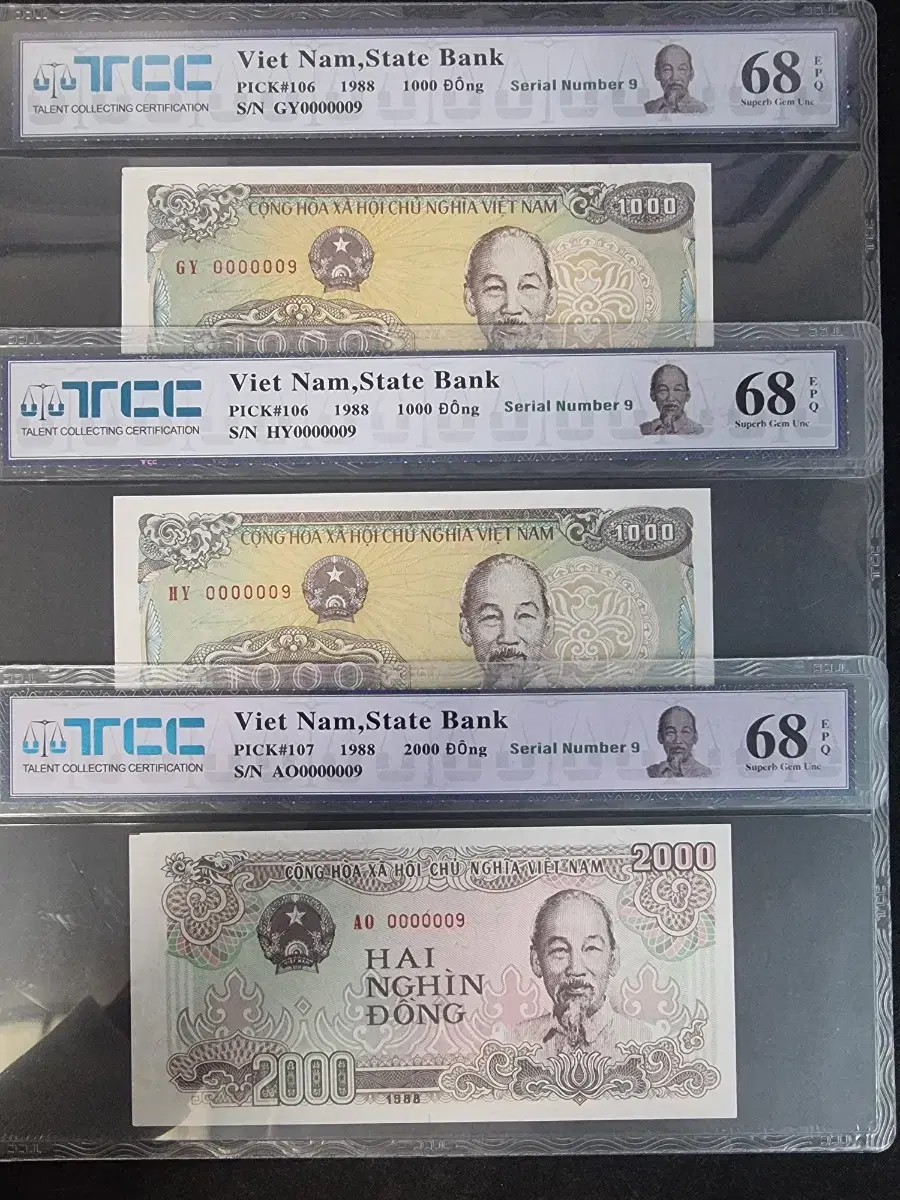 TCC
TALENT COLLECTING CERTIFICATION
Viet Nam,State Bank
PICK#106 1988 1000 ĐÔng Serial Number 9
S/N GY0000009
68 EPQ
Superb Gem Unc
CỘNG HÒA XÃ HỘI CHỦ NGHĨA VIỆT NAM
1000
GY 0000009
1000
TCC
TALENT COLLECTING CERTIFICATION
Viet Nam,State Bank
PICK#106 1988 1000 ĐÔng Serial Number 9
S/N HY0000009
68 EPQ
Superb Gem Unc
CỘNG HÒA XÃ HỘI CHỦ NGHĨA VIỆT NAM
1000
HY 0000009
1000
TCC
TALENT COLLECTING CERTIFICATION
Viet Nam,State Bank
PICK#107 1988 2000 ĐÔng Serial Number 9
S/N AO0000009
68 EPQ
Superb Gem Unc
CỘNG HÒA XÃ HỘI CHỦ NGHĨA VIỆT NAM
2000
AO 0000009
HAI
NGHÌN
ĐỒNG
2000
1988